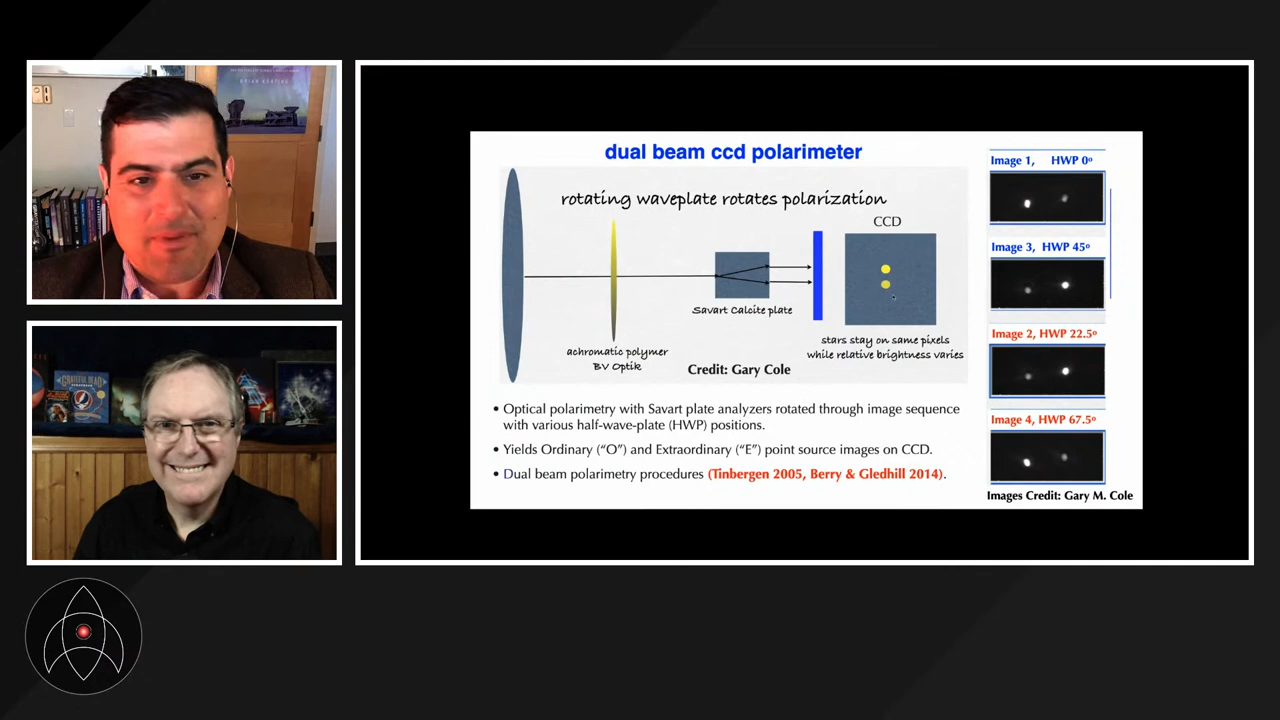 BRIAN KEATING
GRATEFUL DEAD
dual beam ccd polarimeter
rotating waveplate rotates polarization
CCD
Savart Calcite plate
achromatic polymer
BV Optik
stars stay on same pixels
while relative brightness varies
Credit: Gary Cole
• Optical polarimetry with Savart plate analyzers rotated through image sequence
with various half-wave-plate (HWP) positions.
• Yields Ordinary (“O”) and Extraordinary (“E”) point source images on CCD.
• Dual beam polarimetry procedures (Tinbergen 2005, Berry & Gledhill 2014).
Image 1, HWP 0º
Image 3, HWP 45º
Image 2, HWP 22.5º
Image 4, HWP 67.5º
Images Credit: Gary M. Cole